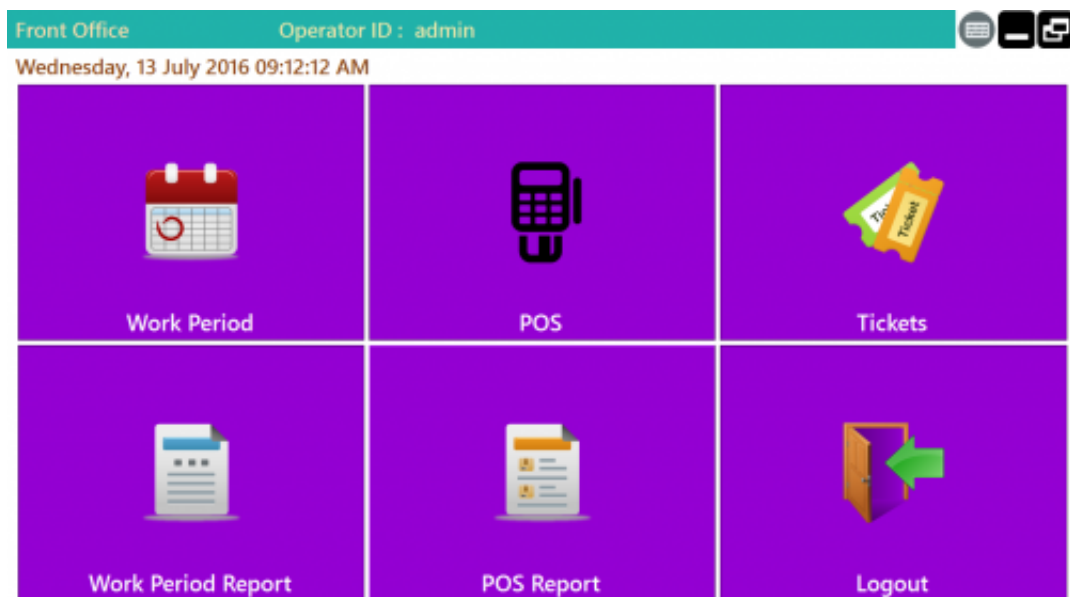 Front Office Operator ID : admin
Wednesday, 13 July 2016 09:12:12 AM
Ticket
Work Period POS Tickets
Work Period Report POS Report Logout